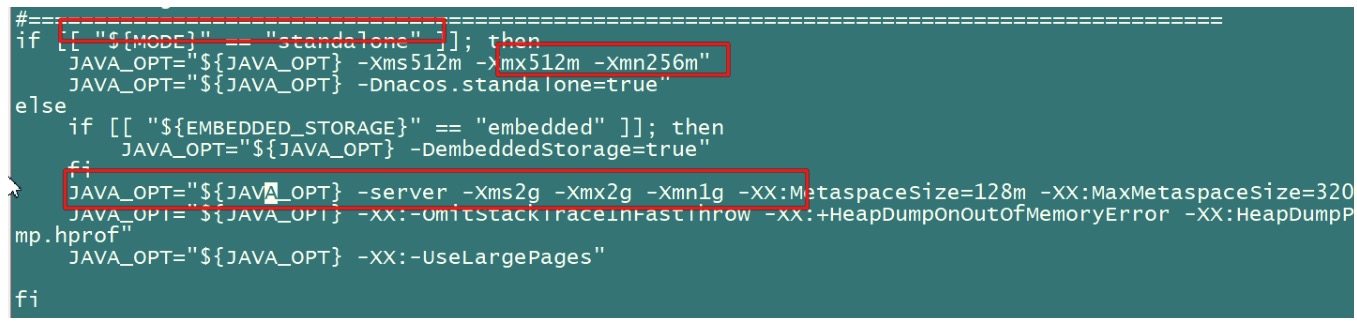 #===========================================================================================
if [[ "${MODE}" == "standalone" ]]; then
    JAVA_OPT="${JAVA_OPT} -Xms512m -Xmx512m -Xmn256m"
    JAVA_OPT="${JAVA_OPT} -Dnacos.standalone=true"
else
    if [[ "${EMBEDDED_STORAGE}" == "embedded" ]]; then
        JAVA_OPT="${JAVA_OPT} -DembeddedStorage=true"
    fi
    JAVA_OPT="${JAVA_OPT} -server -Xms2g -Xmx2g -Xmn1g -XX:MetaspaceSize=128m -XX:MaxMetaspaceSize=320
    JAVA_OPT="${JAVA_OPT} -XX:-OmitStackTraceInFastThrow -XX:+HeapDumpOnOutOfMemoryError -XX:HeapDumpP
mp.hprof"
    JAVA_OPT="${JAVA_OPT} -XX:-UseLargePages"
fi